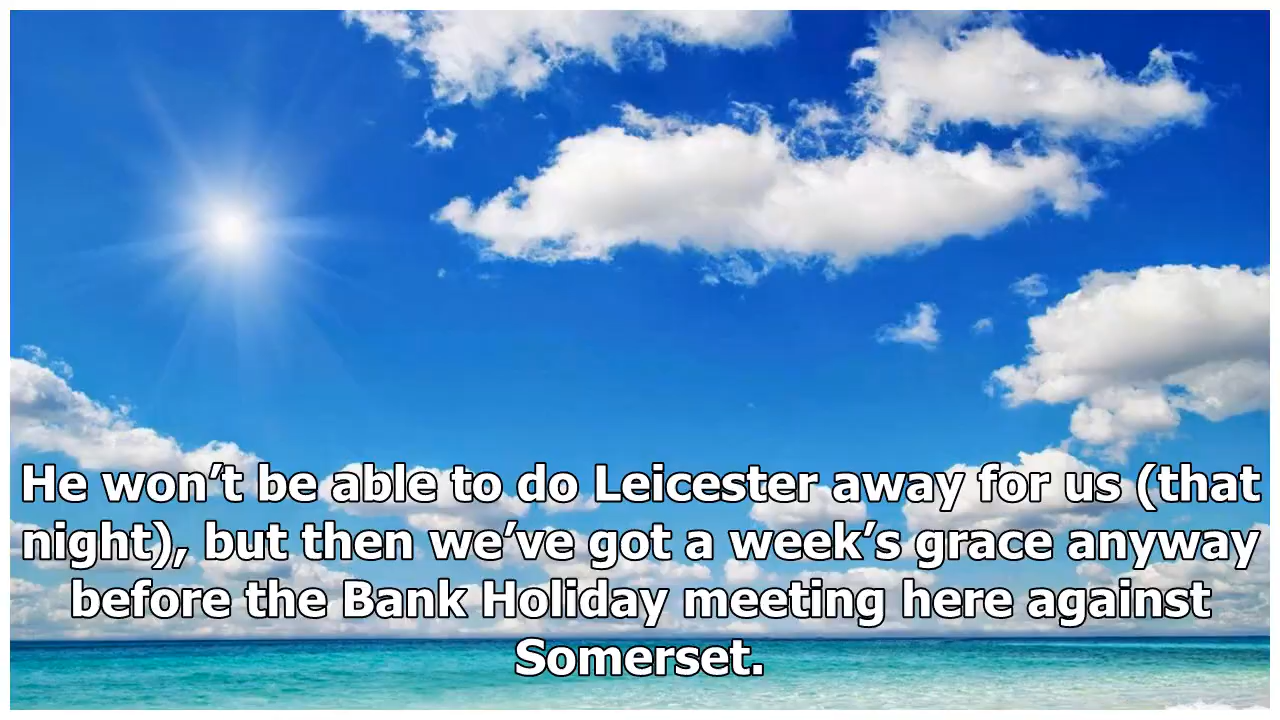 He won’t be able to do Leicester away for us (that
night), but then we’ve got a week’s grace anyway
before the Bank Holiday meeting here against
Somerset.